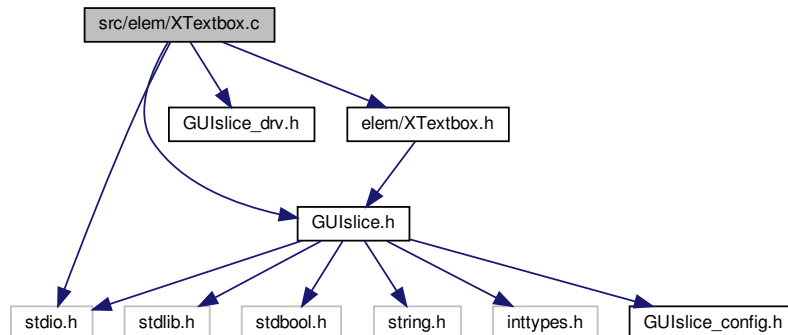 src/elem/XTextbox.c
GUIslice_drv.h
elem/XTextbox.h
GUIslice.h
stdio.h
stdlib.h
stdbool.h
string.h
inttypes.h
GUIslice_config.h